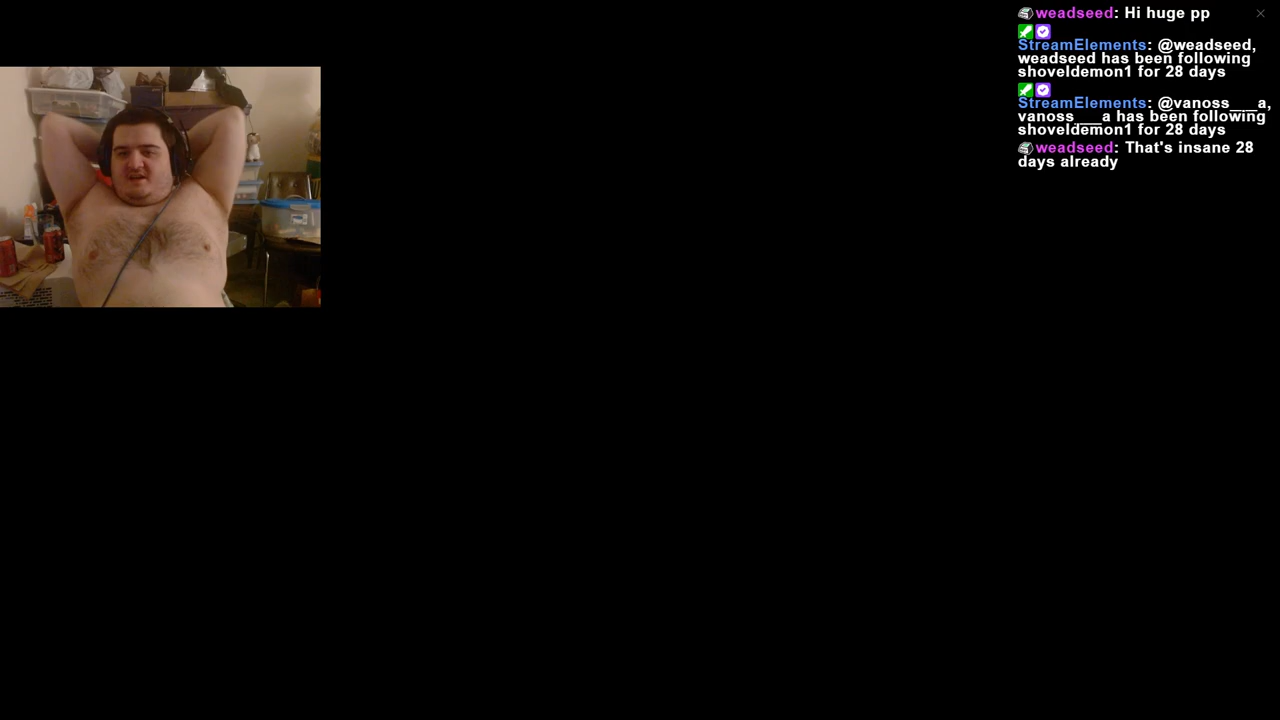 weadseed: Hi huge pp
StreamElements: @weadseed,
weadseed has been following
shoveldemon1 for 28 days
StreamElements: @vanoss___a,
vanoss___a has been following
shoveldemon1 for 28 days
weadseed: That's insane 28
days already